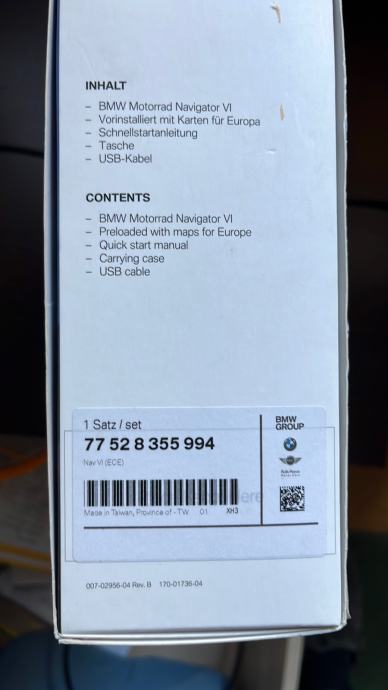 INHALT
– BMW Motorrad Navigator VI
– Vorinstalliert mit Karten für Europa
– Schnellstartanleitung
– Tasche
– USB-Kabel
CONTENTS
– BMW Motorrad Navigator VI
– Preloaded with maps for Europe
– Quick start manual
– Carrying case
– USB cable
1 Satz / set
77 52 8 355 994
Nav VI (ECE)
Made in Taiwan, Province of - TW 01 XH3
BMW
GROUP
007-02956-04 Rev. B 170-01736-04